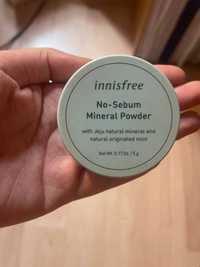 innisfree
No-Sebum
Mineral Powder
with Jeju natural mineral and
natural originated mint
Net Wt. 0.17 Oz. / 5 g